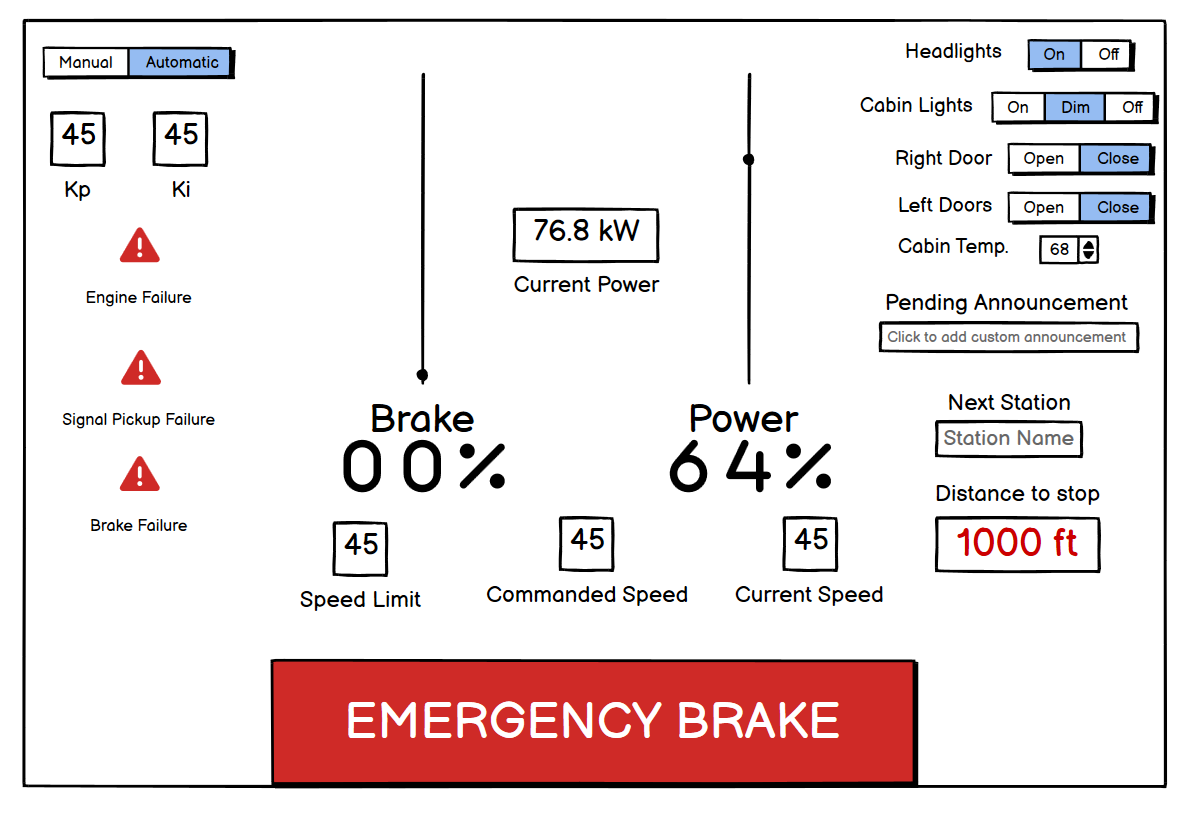 Manual Automatic
45 45
Kp Ki
Engine Failure
Signal Pickup Failure
Brake Failure
76.8 kW
Current Power
Brake
00%
Power
64%
45
Speed Limit
45
Commanded Speed
45
Current Speed
Headlights On Off
Cabin Lights On Dim Off
Right Door Open Close
Left Doors Open Close
Cabin Temp. 68
Pending Announcement
Click to add custom announcement
Next Station
Station Name
Distance to stop
1000 ft
EMERGENCY BRAKE